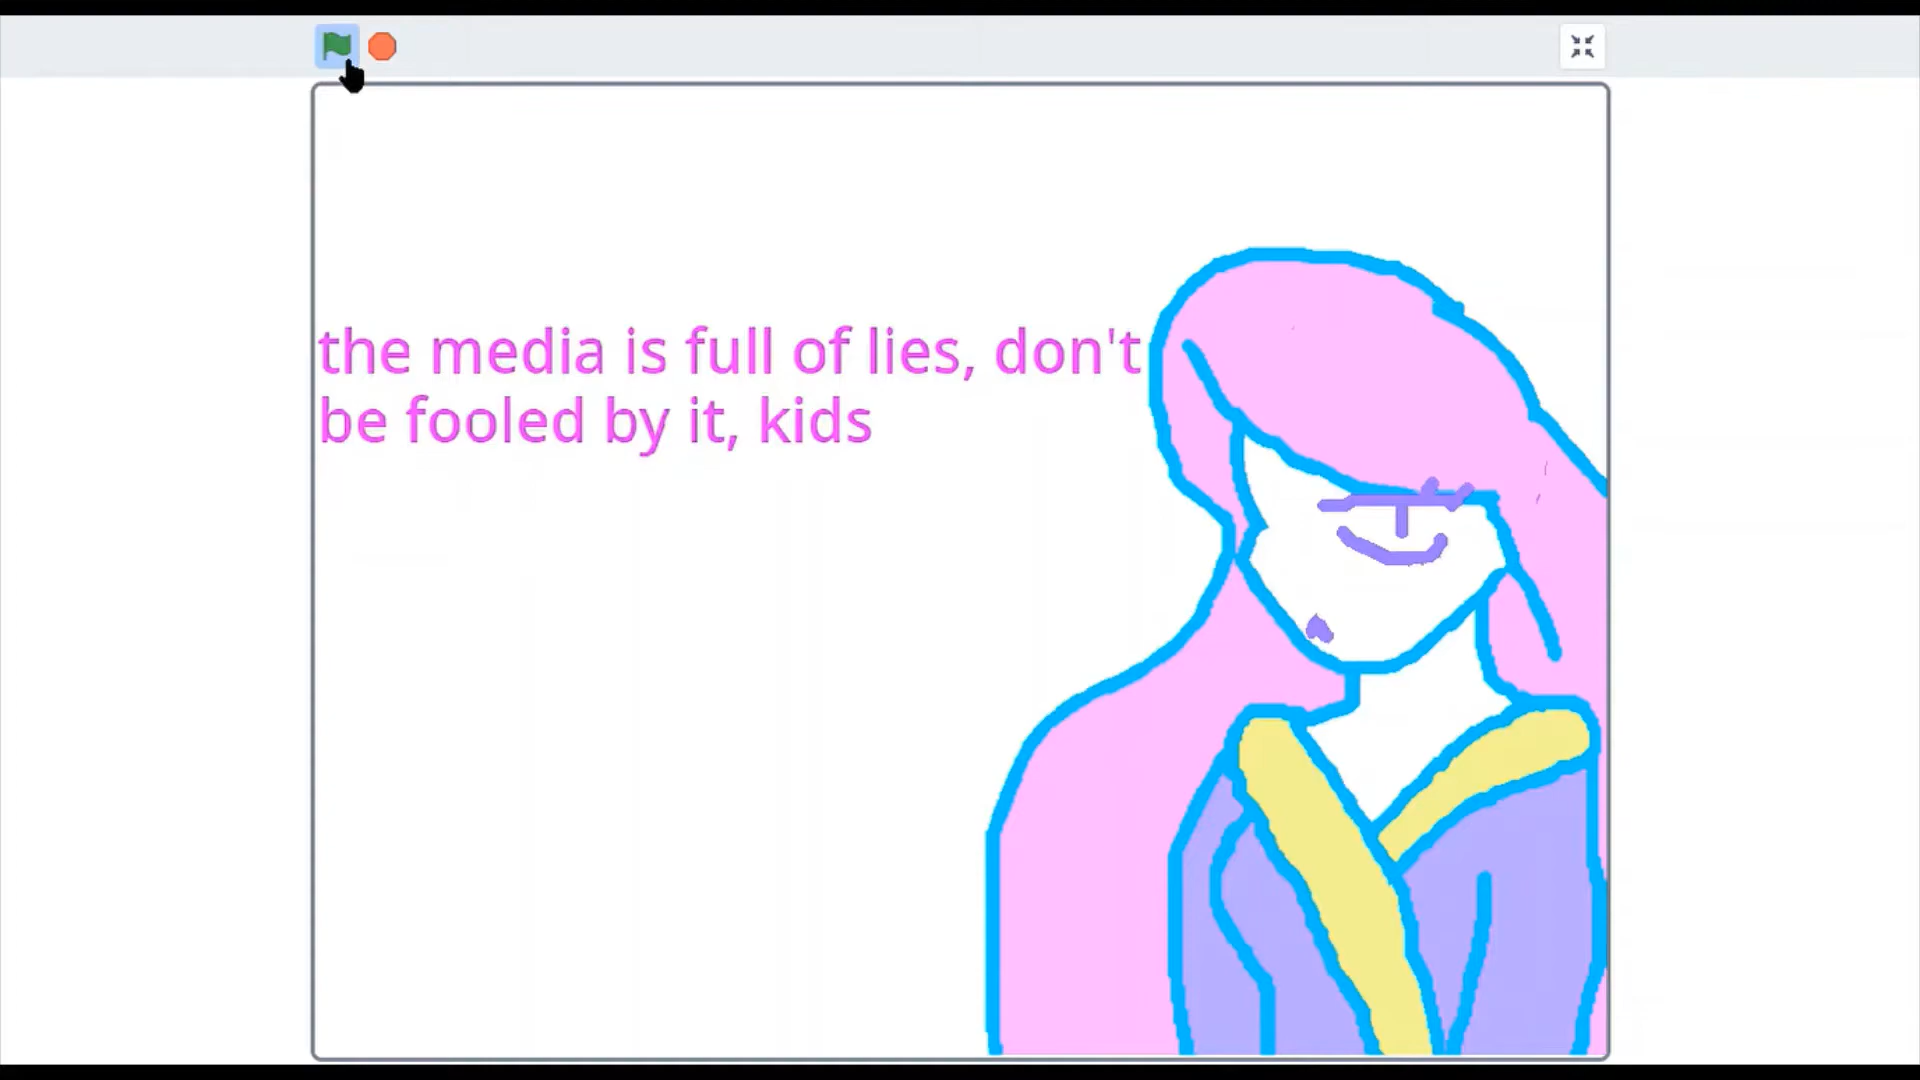 the media is full of lies, don't
be fooled by it, kids